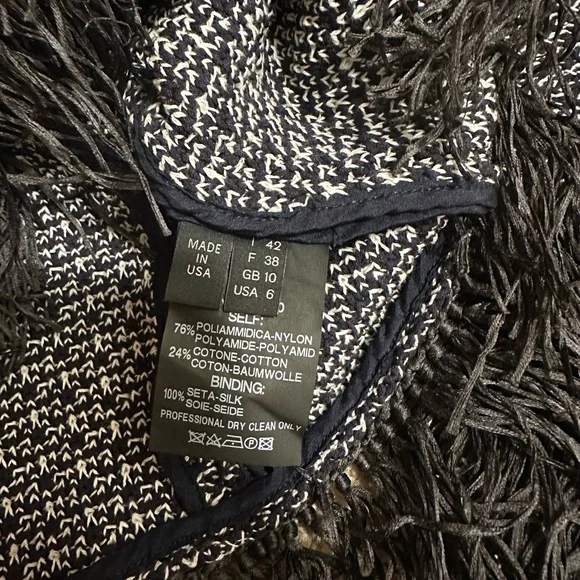 MADE
IN
USA
I 42
F 38
GB 10
USA 6
SELF:
76% POLIAMMIDICA-NYLON
POLYAMIDE-POLYAMID
24% COTONE-COTTON
COTON-BAUMWOLLE
BINDING:
100% SETA-SILK
SOIE-SEIDE
PROFESSIONAL DRY CLEAN ONLY